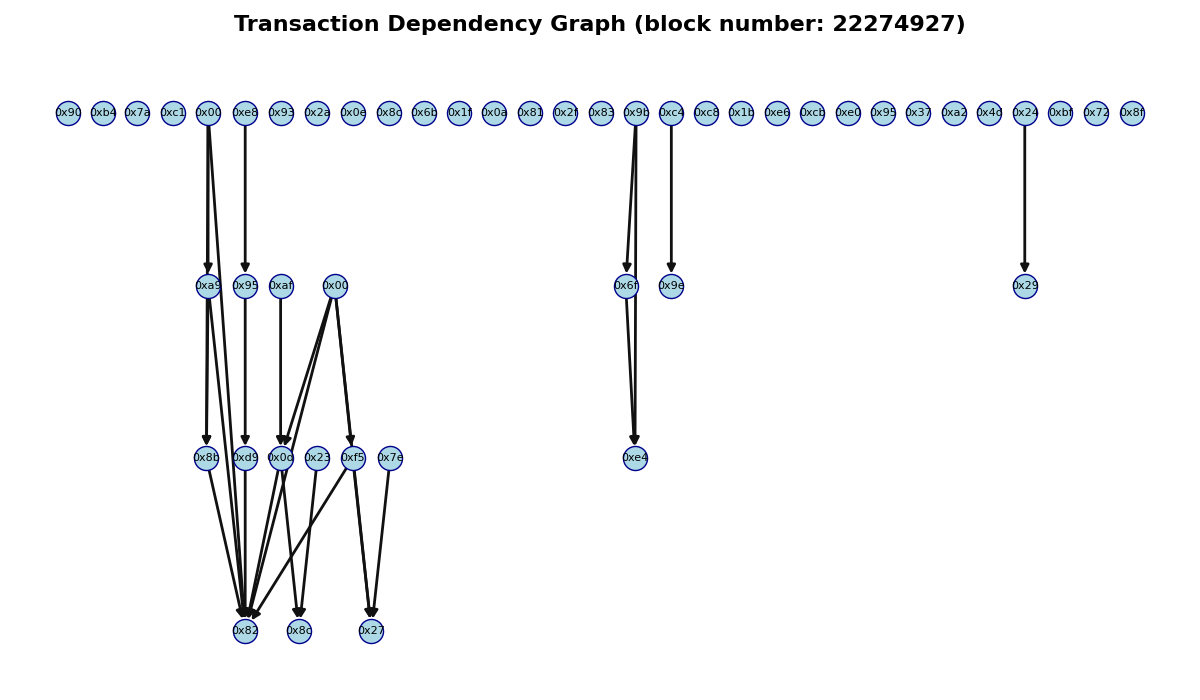 Transaction Dependency Graph (block number: 22274927)
0x90 0xb4 0x7a 0xc1 0x00 0xe8 0x93 0x2a 0x0e 0x8c 0x6b 0x1f 0x0a 0x81 0x2f 0x83 0x9b 0xc4 0xc8 0x1b 0xe6 0xcb 0xe0 0x95 0x37 0xa2 0x4d 0x24 0xbf 0x72 0x8f
0xa9 0x95 0xaf 0x00 0x6f 0x9e 0x29
0x8b 0xd9 0x0d 0x23 0xf5 0x7e 0xe4
0x82 0x8c 0x27